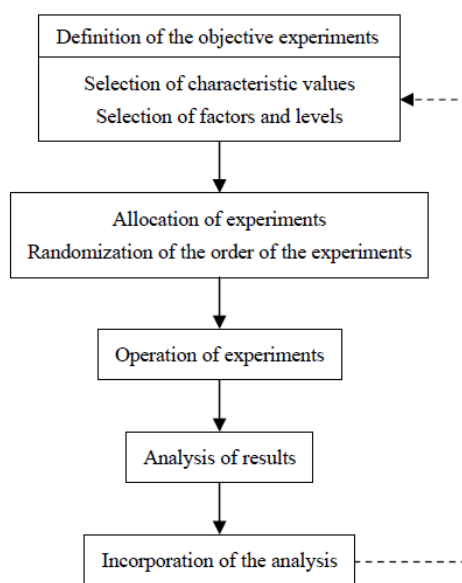 Definition of the objective experiments
Selection of characteristic values
Selection of factors and levels
Allocation of experiments
Randomization of the order of the experiments
Operation of experiments
Analysis of results
Incorporation of the analysis